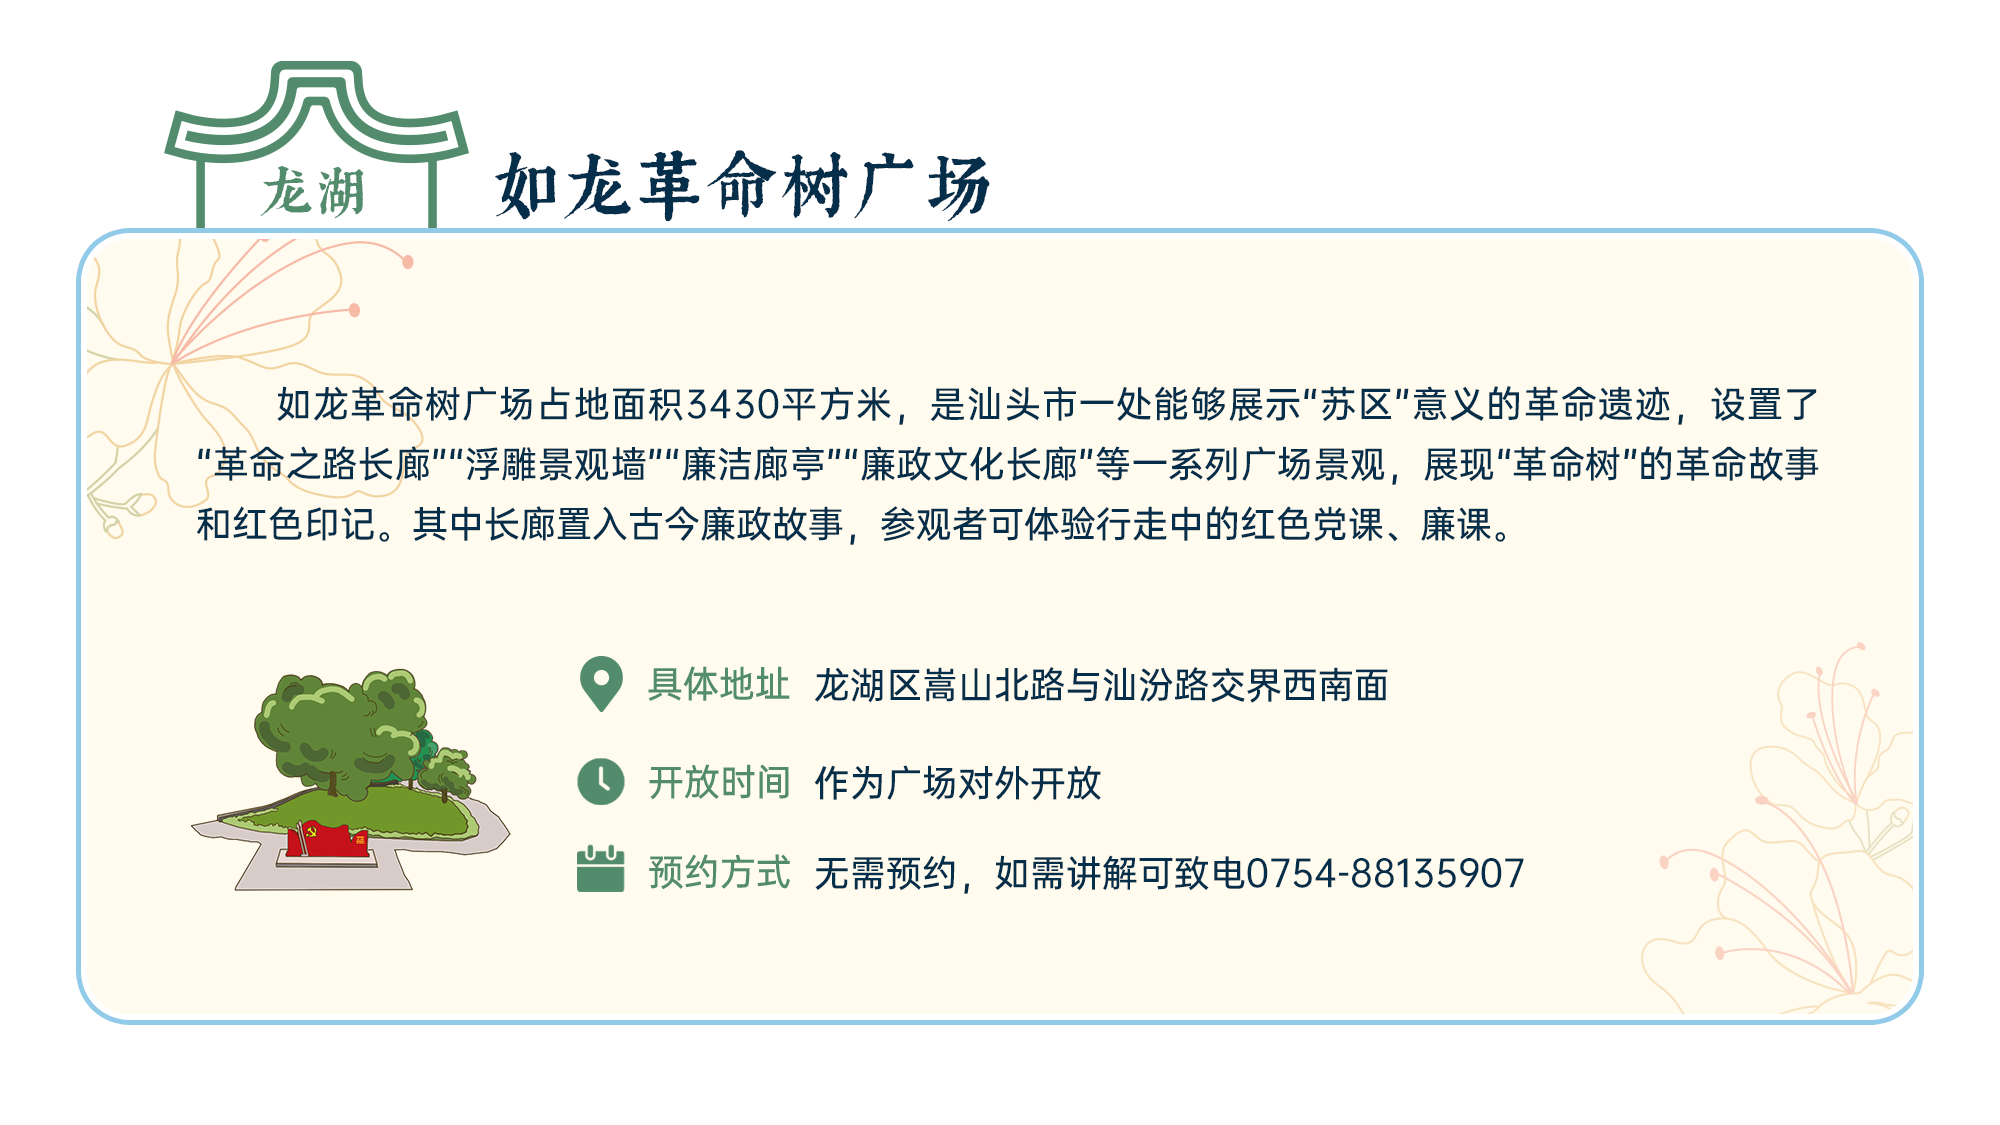 龙湖
如龙革命树广场
如龙革命树广场占地面积3430平方米，是汕头市一处能够展示“苏区”意义的革命遗迹，设置了
“革命之路长廊”“浮雕景观墙”“廉洁廊亭”“廉政文化长廊”等一系列广场景观，展现“革命树”的革命故事
和红色印记。其中长廊置入古今廉政故事，参观者可体验行走中的红色党课、廉课。
具体地址 龙湖区嵩山北路与汕汾路交界西南面
开放时间 作为广场对外开放
预约方式 无需预约，如需讲解可致电0754-88135907